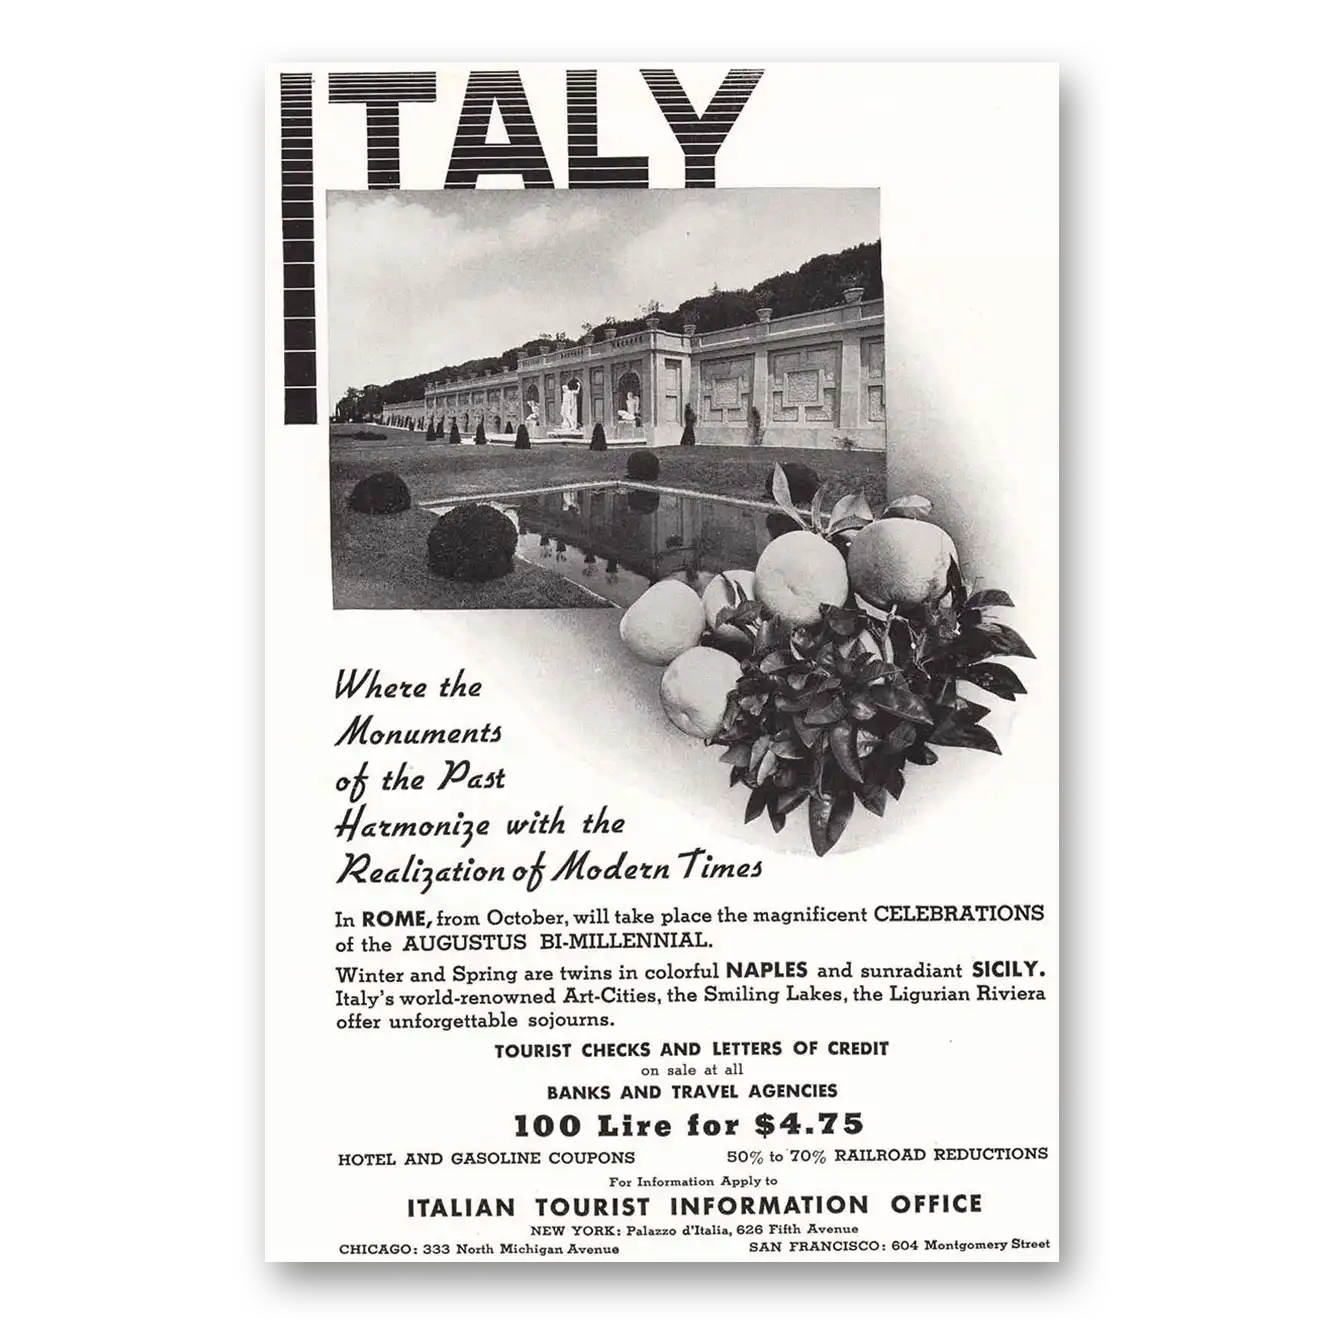 ITALY
Where the
Monuments
of the Past
Harmonize with the
Realization of Modern Times
In ROME, from October, will take place the magnificent CELEBRATIONS
of the AUGUSTUS BI-MILLENNIAL.
Winter and Spring are twins in colorful NAPLES and sunradiant SICILY.
Italy's world-renowned Art-Cities, the Smiling Lakes, the Ligurian Riviera
offer unforgettable sojourns.
TOURIST CHECKS AND LETTERS OF CREDIT
on sale at all
BANKS AND TRAVEL AGENCIES
100 Lire for $4.75
HOTEL AND GASOLINE COUPONS 50% to 70% RAILROAD REDUCTIONS
For Information Apply to
ITALIAN TOURIST INFORMATION OFFICE
NEW YORK: Palazzo d'Italia, 626 Fifth Avenue
CHICAGO: 333 North Michigan Avenue SAN FRANCISCO: 604 Montgomery Street